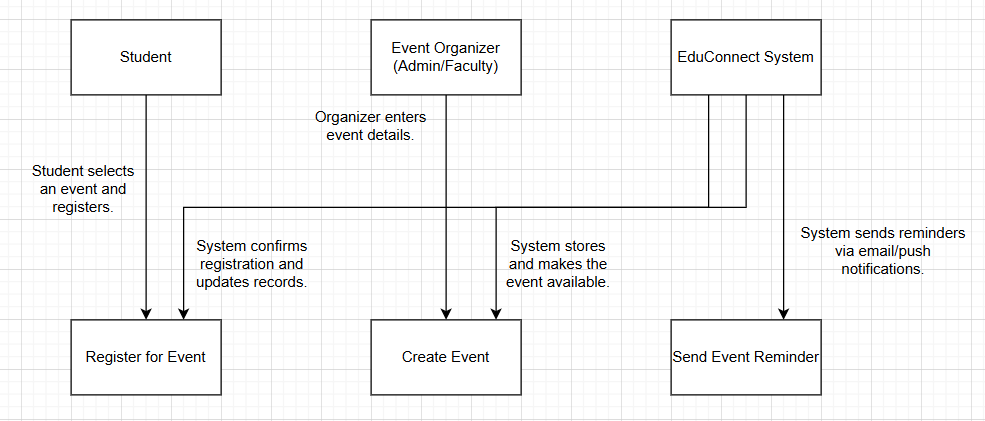 Student
Event Organizer
(Admin/Faculty)
EduConnect System
Organizer enters
event details.
Student selects
an event and
registers.
System confirms
registration and
updates records.
System stores
and makes the
event available.
System sends reminders
via email/push
notifications.
Register for Event
Create Event
Send Event Reminder